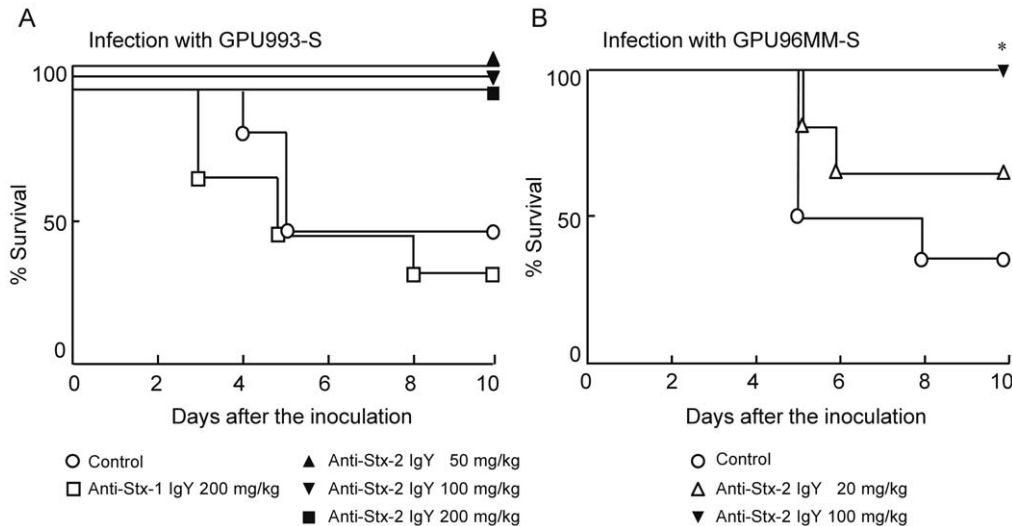 A
Infection with GPU993-S
100
50
0
% Survival
0 2 4 6 8 10
Days after the inoculation
Control
Anti-Stx-1 IgY 200 mg/kg
Anti-Stx-2 IgY 50 mg/kg
Anti-Stx-2 IgY 100 mg/kg
Anti-Stx-2 IgY 200 mg/kg
B
Infection with GPU96MM-S
*
100
50
0
% Survival
0 2 4 6 8 10
Days after the inoculation
Control
Anti-Stx-2 IgY 20 mg/kg
Anti-Stx-2 IgY 100 mg/kg